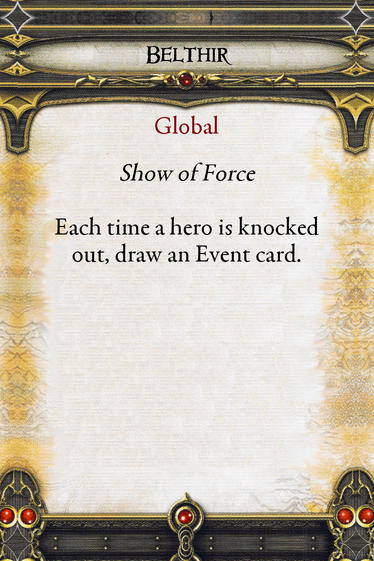 BELTHIR
Global
Show of Force
Each time a hero is knocked
out, draw an Event card.